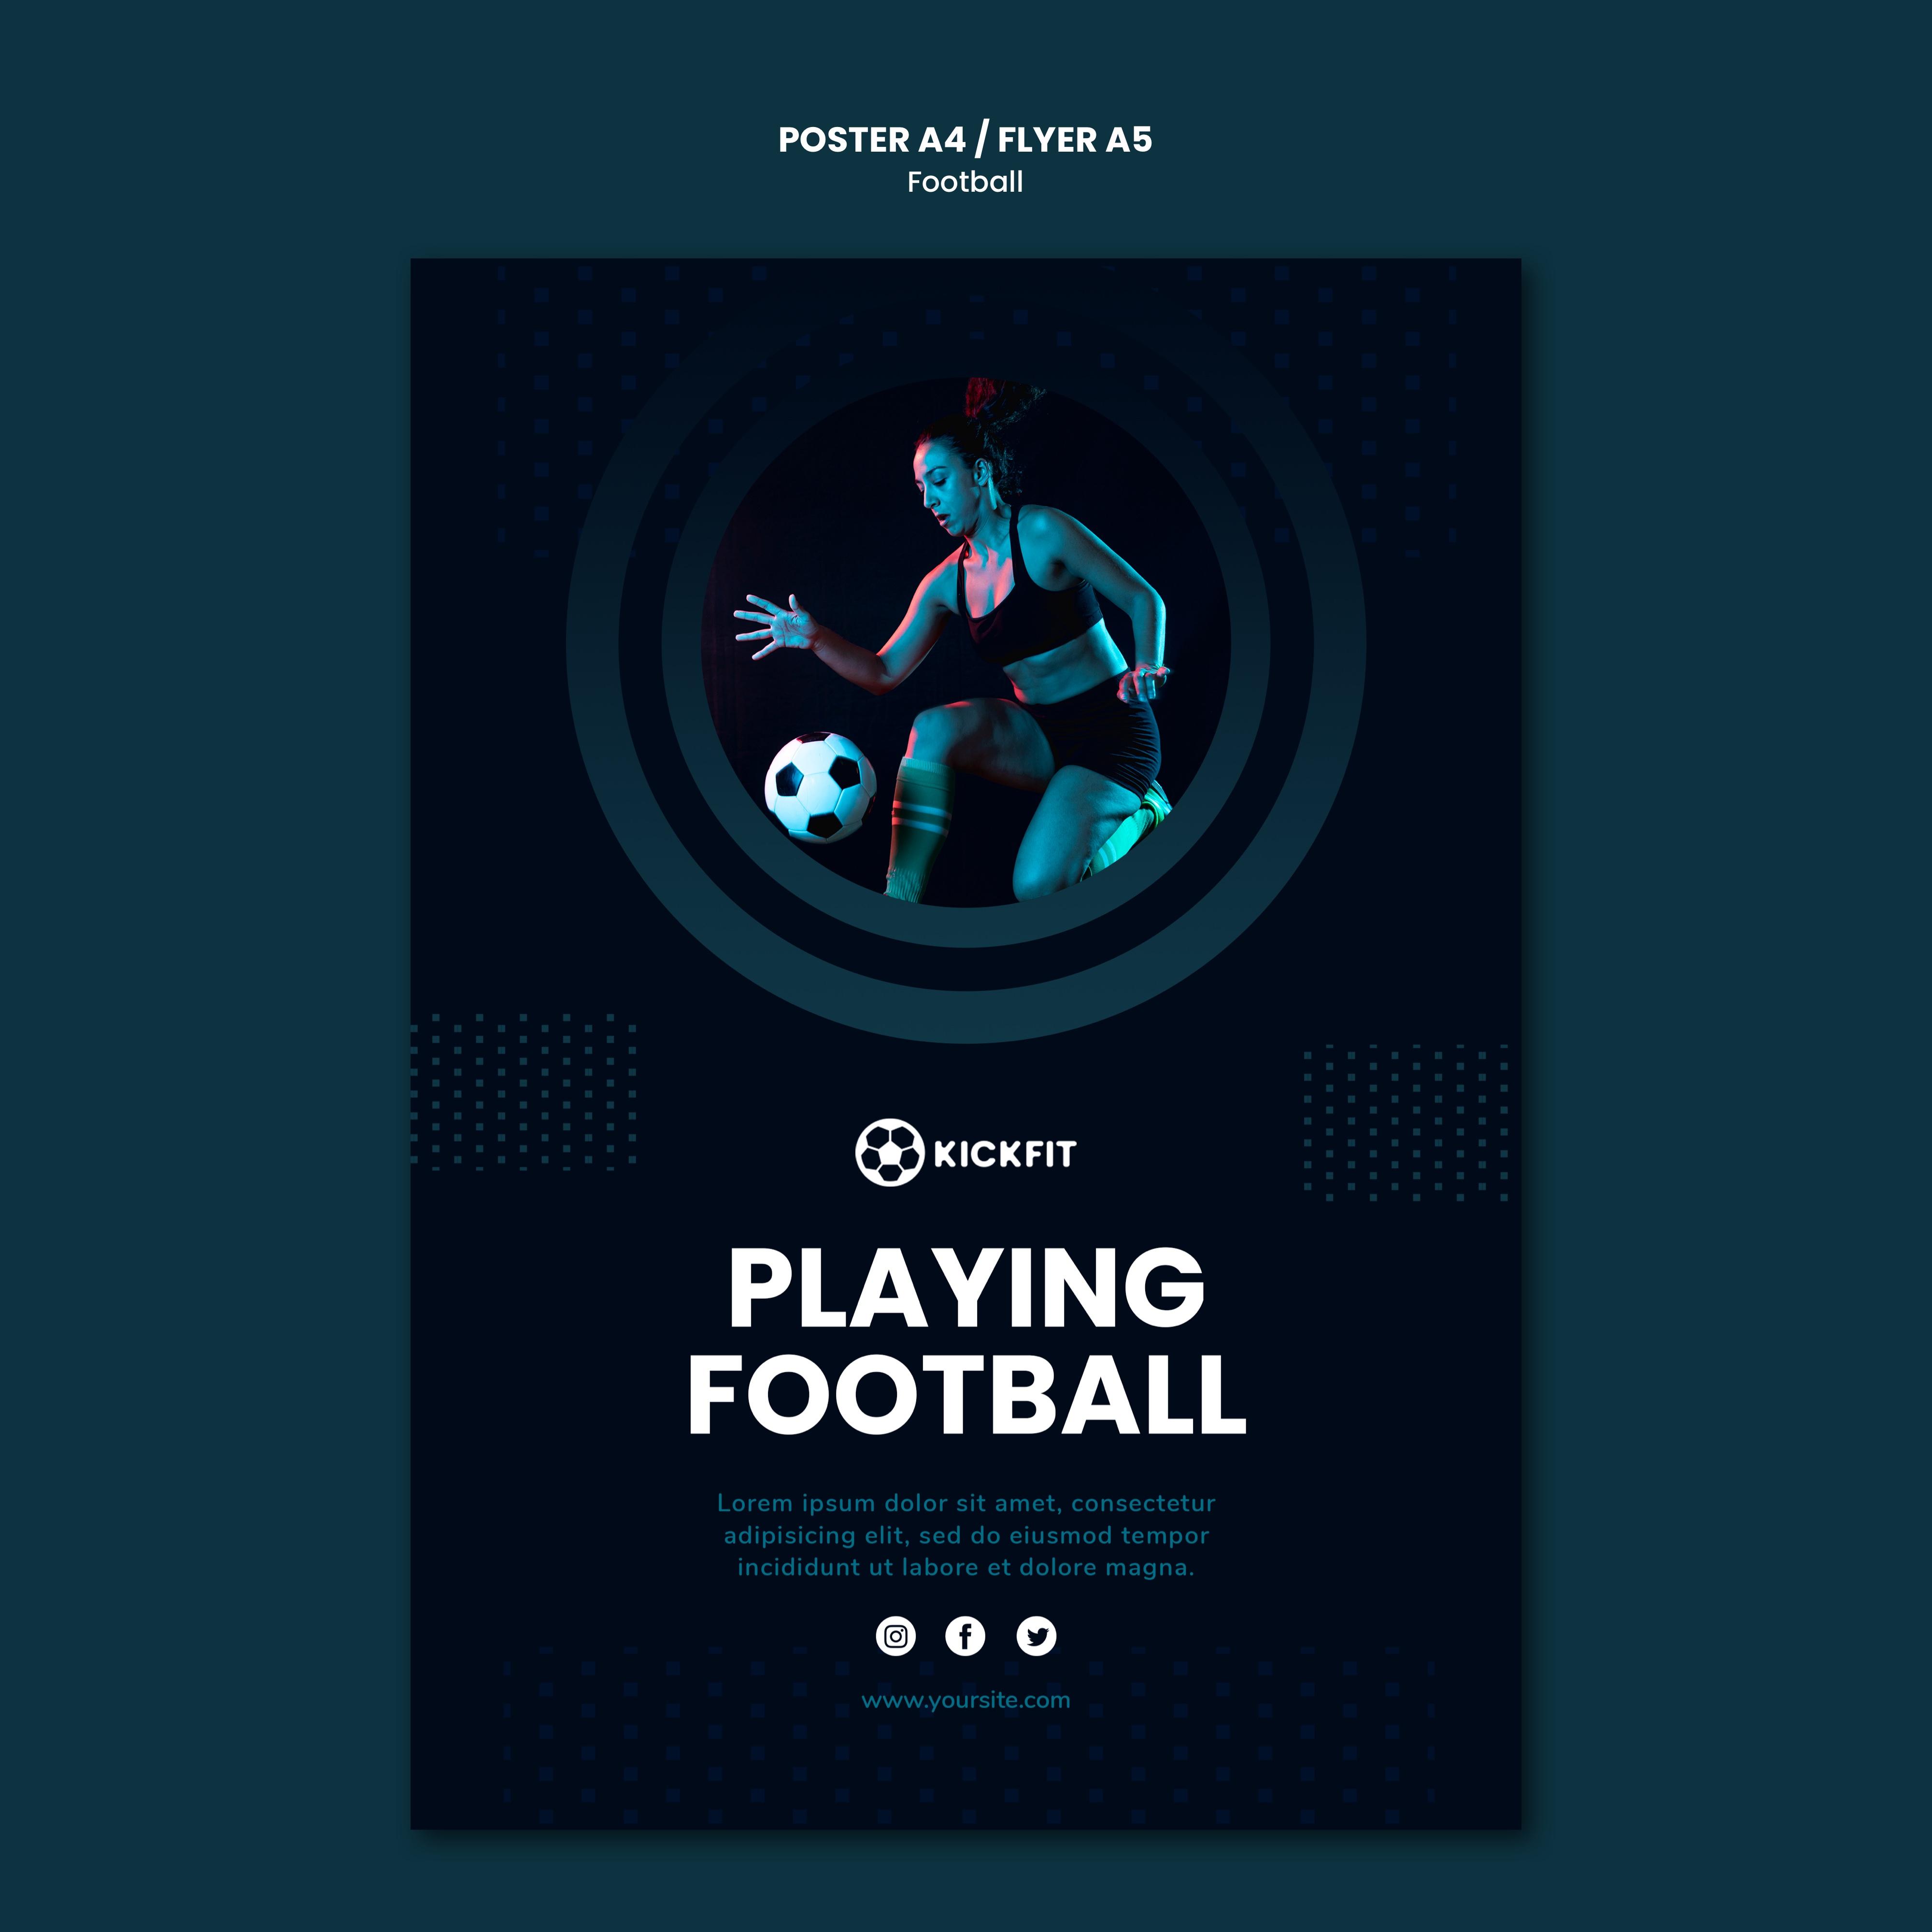 POSTER A4 / FLYER A5
Football
KICKFIT
PLAYING
FOOTBALL
Lorem ipsum dolor sit amet, consectetur
adipisicing elit, sed do eiusmod tempor
incididunt ut labore et dolore magna.
www.yoursite.com